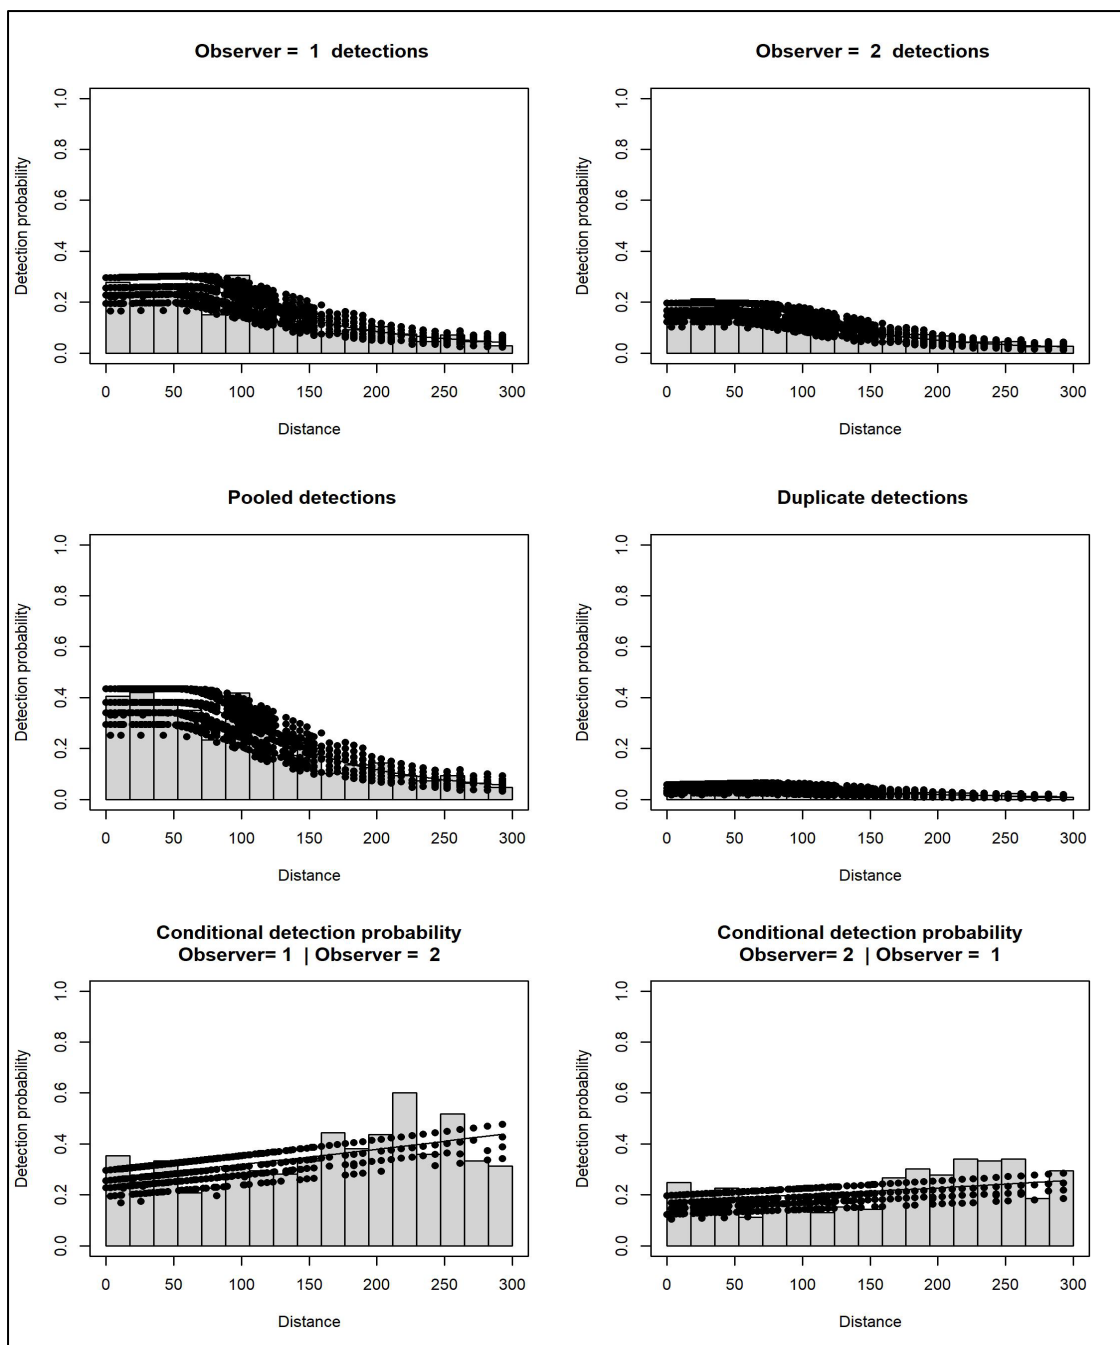 Observer = 1 detections
Detection probability
1.0
0.8
0.6
0.4
0.2
0.0
0 50 100 150 200 250 300
Distance
Observer = 2 detections
Detection probability
1.0
0.8
0.6
0.4
0.2
0.0
0 50 100 150 200 250 300
Distance
Pooled detections
Detection probability
1.0
0.8
0.6
0.4
0.2
0.0
0 50 100 150 200 250 300
Distance
Duplicate detections
Detection probability
1.0
0.8
0.6
0.4
0.2
0.0
0 50 100 150 200 250 300
Distance
Conditional detection probability
Observer= 1 | Observer = 2
Detection probability
1.0
0.8
0.6
0.4
0.2
0.0
0 50 100 150 200 250 300
Distance
Conditional detection probability
Observer= 2 | Observer = 1
Detection probability
1.0
0.8
0.6
0.4
0.2
0.0
0 50 100 150 200 250 300
Distance